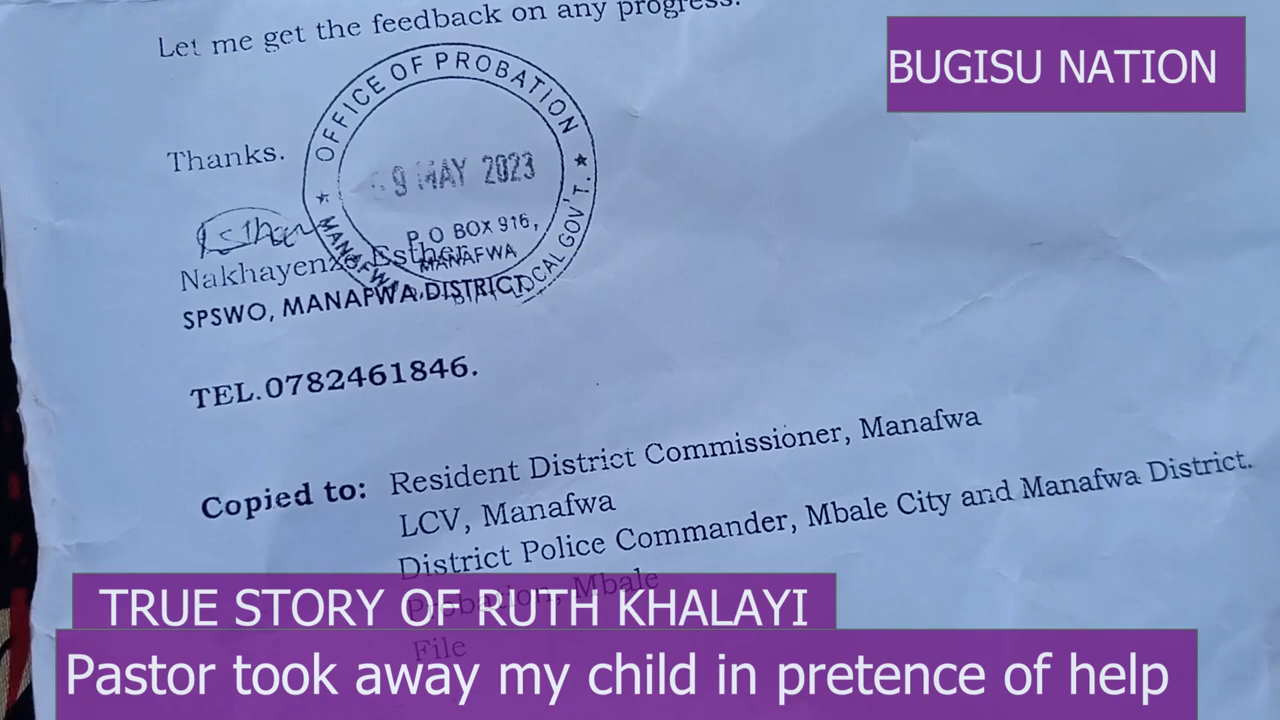 Let me get the feedback on any progress.
BUGISU NATION
Thanks.
OFFICE OF PROBATION
★ MANAFWA LOCAL GOV'T. ★
9 MAY 2023
P.O BOX 916,
MANAFWA
Esther
Nakhayenze Esther
SPSWO, MANAFWA DISTRICT
TEL.0782461846.
Copied to: Resident District Commissioner, Manafwa
LCV, Manafwa
District Police Commander, Mbale City and Manafwa District.
Probation, Mbale
File
TRUE STORY OF RUTH KHALAYI
Pastor took away my child in pretence of help